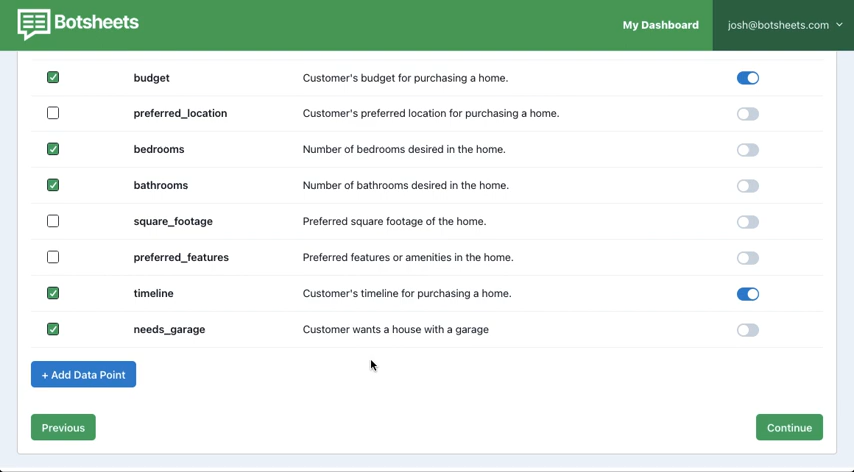 Botsheets
My Dashboard
josh@botsheets.com
budget
Customer's budget for purchasing a home.
preferred_location
Customer's preferred location for purchasing a home.
bedrooms
Number of bedrooms desired in the home.
bathrooms
Number of bathrooms desired in the home.
square_footage
Preferred square footage of the home.
preferred_features
Preferred features or amenities in the home.
timeline
Customer's timeline for purchasing a home.
needs_garage
Customer wants a house with a garage
+ Add Data Point
Previous
Continue